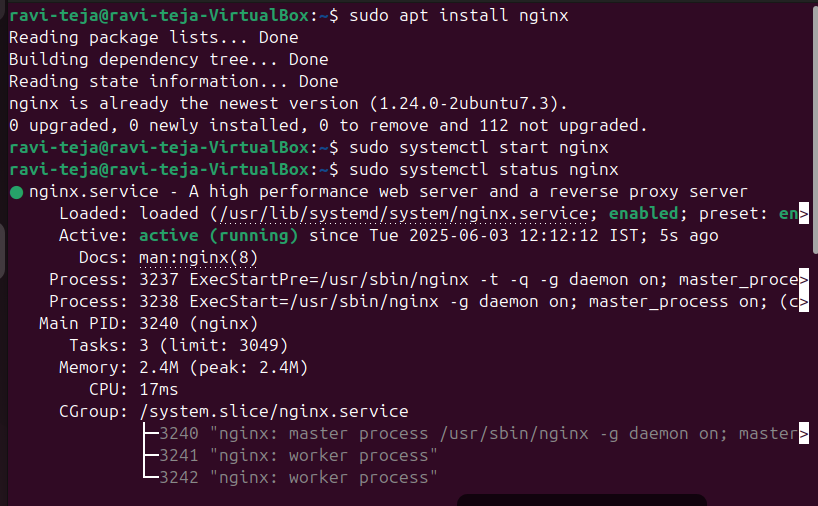 ravi-teja@ravi-teja-VirtualBox:~$ sudo apt install nginx
Reading package lists... Done
Building dependency tree... Done
Reading state information... Done
nginx is already the newest version (1.24.0-2ubuntu7.3).
0 upgraded, 0 newly installed, 0 to remove and 112 not upgraded.
ravi-teja@ravi-teja-VirtualBox:~$ sudo systemctl start nginx
ravi-teja@ravi-teja-VirtualBox:~$ sudo systemctl status nginx
● nginx.service - A high performance web server and a reverse proxy server
Loaded: loaded (/usr/lib/systemd/system/nginx.service; enabled; preset: en>
Active: active (running) since Tue 2025-06-03 12:12:12 IST; 5s ago
Docs: man:nginx(8)
Process: 3237 ExecStartPre=/usr/sbin/nginx -t -q -g daemon on; master_proce>
Process: 3238 ExecStart=/usr/sbin/nginx -g daemon on; master_process on; (c>
Main PID: 3240 (nginx)
Tasks: 3 (limit: 3049)
Memory: 2.4M (peak: 2.4M)
CPU: 17ms
CGroup: /system.slice/nginx.service
├─3240 "nginx: master process /usr/sbin/nginx -g daemon on; master>
├─3241 "nginx: worker process"
└─3242 "nginx: worker process"